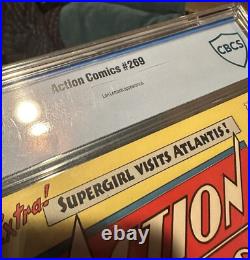 Action Comics #269
Lori Lemaris appearance.
CBCS
Extra!
SUPERGIRL VISITS ATLANTIS!
ACTION